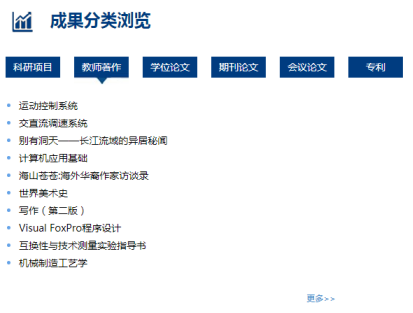 成果分类浏览
科研项目 教师著作 学位论文 期刊论文 会议论文 专利
运动控制系统
交直流调速系统
别有洞天——长江流域的异居秘闻
计算机应用基础
海山苍苍:海外华裔作家访谈录
世界美术史
写作（第二版）
Visual FoxPro程序设计
互换性与技术测量实验指导书
机械制造工艺学
更多>>